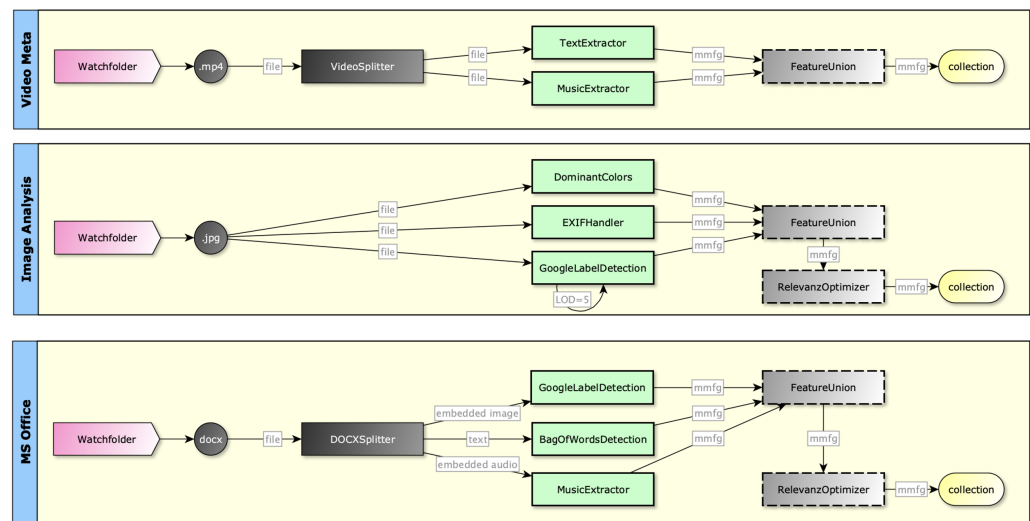 Video Meta
Watchfolder
.mp4
file
VideoSplitter
file
file
TextExtractor
MusicExtractor
mmfg
mmfg
FeatureUnion
mmfg
collection
Image Analysis
Watchfolder
.jpg
file
file
file
DominantColors
EXIFHandler
GoogleLabelDetection
LOD=5
mmfg
mmfg
mmfg
FeatureUnion
mmfg
RelevanzOptimizer
mmfg
collection
MS Office
Watchfolder
docx
file
DOCXSplitter
embedded image
text
embedded audio
GoogleLabelDetection
BagOfWordsDetection
MusicExtractor
mmfg
mmfg
mmfg
FeatureUnion
mmfg
RelevanzOptimizer
mmfg
collection